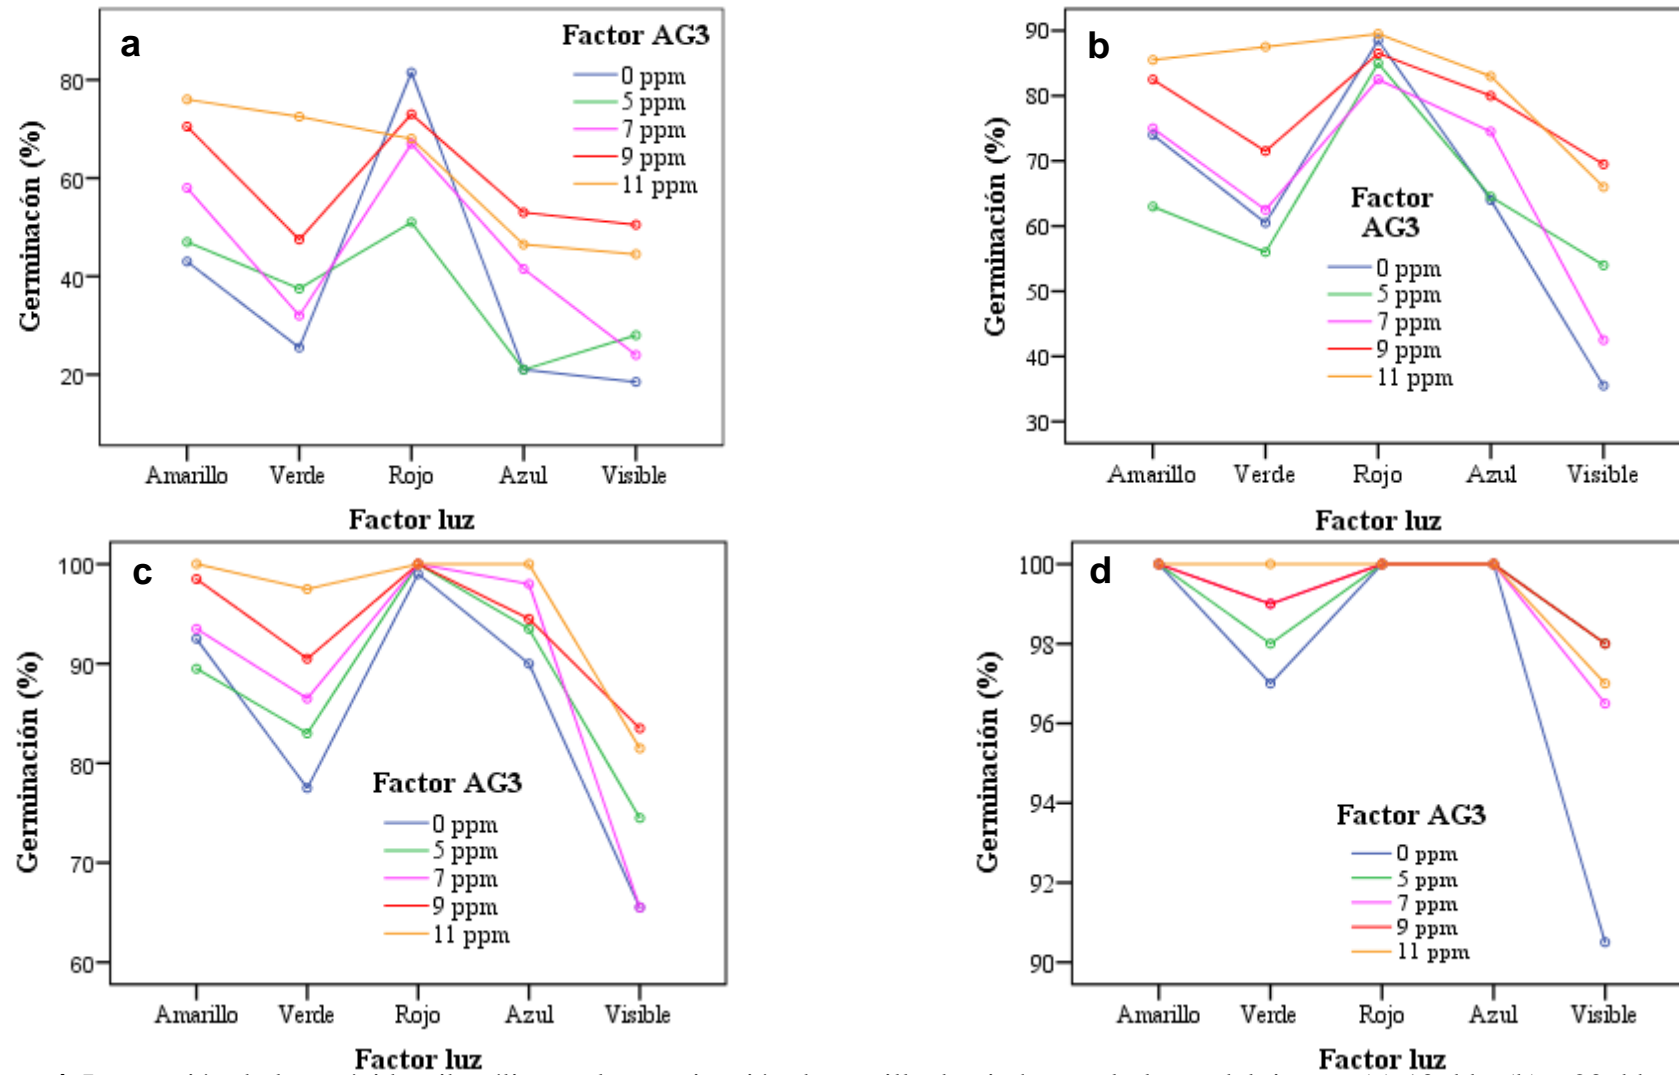 a
Factor AG3
0 ppm
5 ppm
7 ppm
9 ppm
11 ppm
Germinacón (%)
80
60
40
20
Amarillo Verde Rojo Azul Visible
Factor luz
b
Factor
AG3
0 ppm
5 ppm
7 ppm
9 ppm
11 ppm
Germinación (%)
90
80
70
60
50
40
30
Amarillo Verde Rojo Azul Visible
Factor luz
c
Factor AG3
0 ppm
5 ppm
7 ppm
9 ppm
11 ppm
Germinación (%)
100
90
80
70
60
Amarillo Verde Rojo Azul Visible
Factor luz
d
Factor AG3
0 ppm
5 ppm
7 ppm
9 ppm
11 ppm
Germinación (%)
100
98
96
94
92
90
Amarillo Verde Rojo Azul Visible
Factor luz